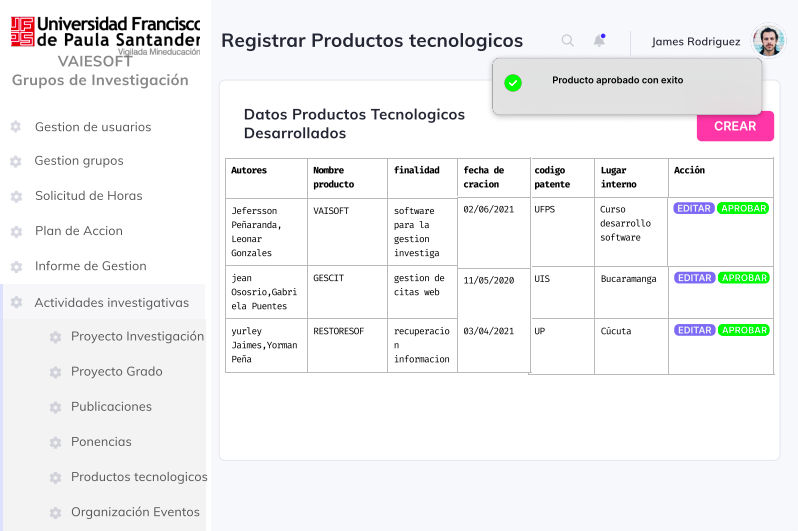 Universidad Francisco
de Paula Santander
Vigilada Mineducación
VAIESOFT
Grupos de Investigación
Gestion de usuarios
Gestion grupos
Solicitud de Horas
Plan de Accion
Informe de Gestion
Actividades investigativas
Proyecto Investigación
Proyecto Grado
Publicaciones
Ponencias
Productos tecnologicos
Organización Eventos
Registrar Productos tecnologicos
James Rodriguez
Producto aprobado con exito
Datos Productos Tecnologicos
Desarrollados
CREAR
Autores
Nombre
producto
finalidad
fecha de
cracion
codigo
patente
Lugar
interno
Acción
Jefersson
Peñaranda,
Leonar
Gonzales
VAISOFT
software
para la
gestion
investiga
02/06/2021
UFPS
Curso
desarrollo
software
EDITAR APROBAR
jean
Ososrio,Gabri
ela Puentes
GESCIT
gestion de
citas web
11/05/2020
UIS
Bucaramanga
EDITAR APROBAR
yurley
Jaimes,Yorman
Peña
RESTORESOF
recuperacio
n
informacion
03/04/2021
UP
Cúcuta
EDITAR APROBAR